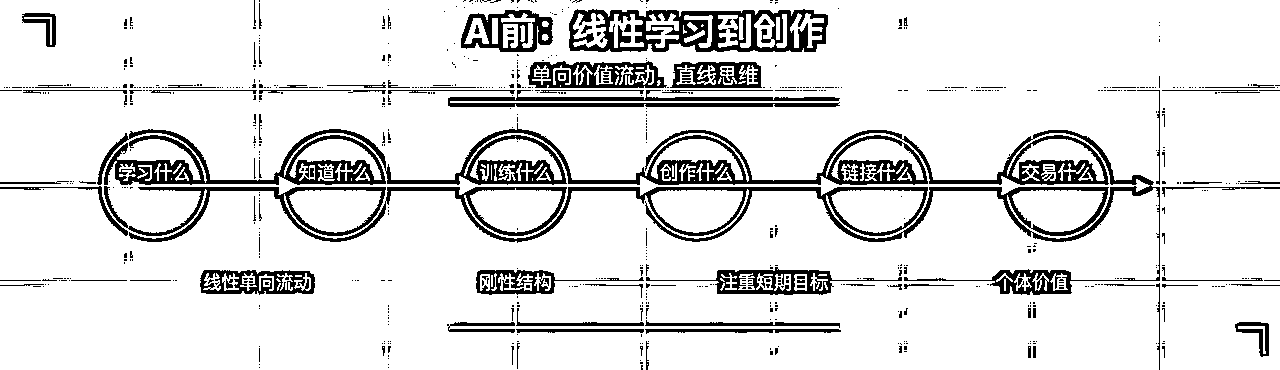 AI前：线性学习到创作
单向价值流动，直线思维
学习什么
知道什么
训练什么
创作什么
链接什么
交易什么
线性单向流动
刚性结构
注重短期目标
个体价值